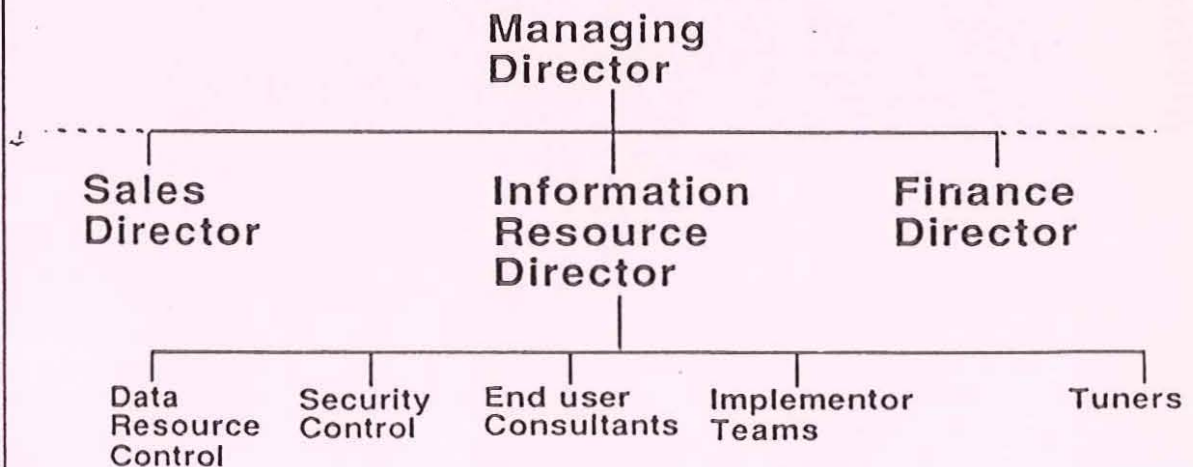 Managing
Director
Sales
Director
Information
Resource
Director
Finance
Director
Data
Resource
Control
Security
Control
End user
Consultants
Implementor
Teams
Tuners